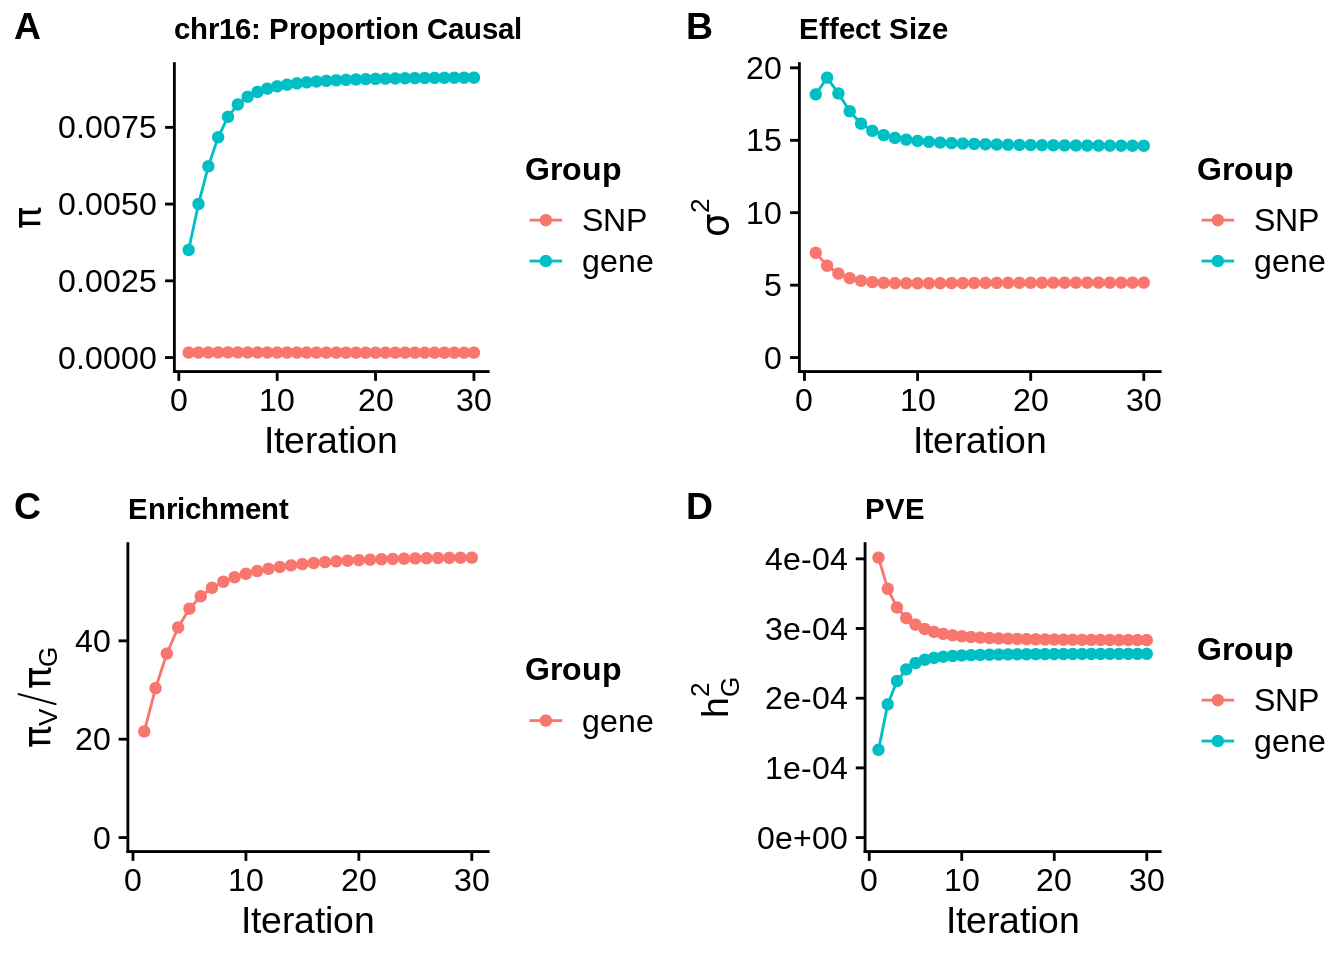 A
chr16: Proportion Causal
0.0075
0.0050
0.0025
0.0000
π
0 10 20 30
Iteration
Group
SNP
gene
B
Effect Size
20
15
10
5
0
σ²
0 10 20 30
Iteration
Group
SNP
gene
C
Enrichment
40
20
0
π_V/π_G
0 10 20 30
Iteration
Group
gene
D
PVE
4e-04
3e-04
2e-04
1e-04
0e+00
h²_G
0 10 20 30
Iteration
Group
SNP
gene